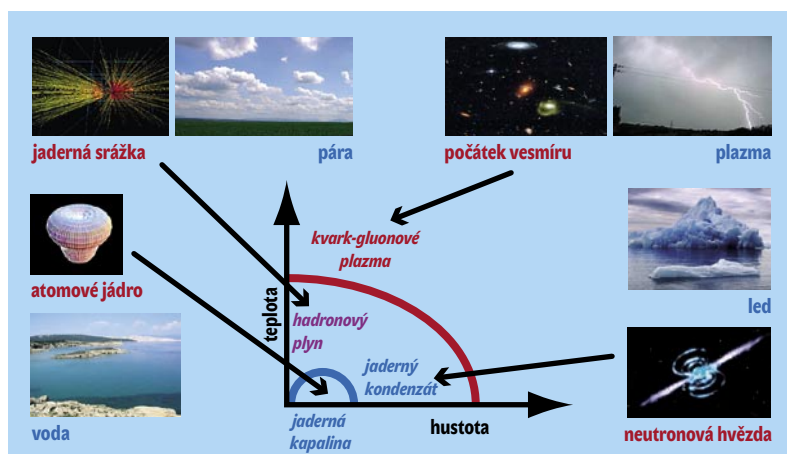 jaderná srážka
pára
počátek vesmíru
plazma
kvark-gluonové
plazma
atomové jádro
led
teplota
hadronový
plyn
jaderný
kondenzát
voda
jaderná
kapalina
hustota
neutronová hvězda